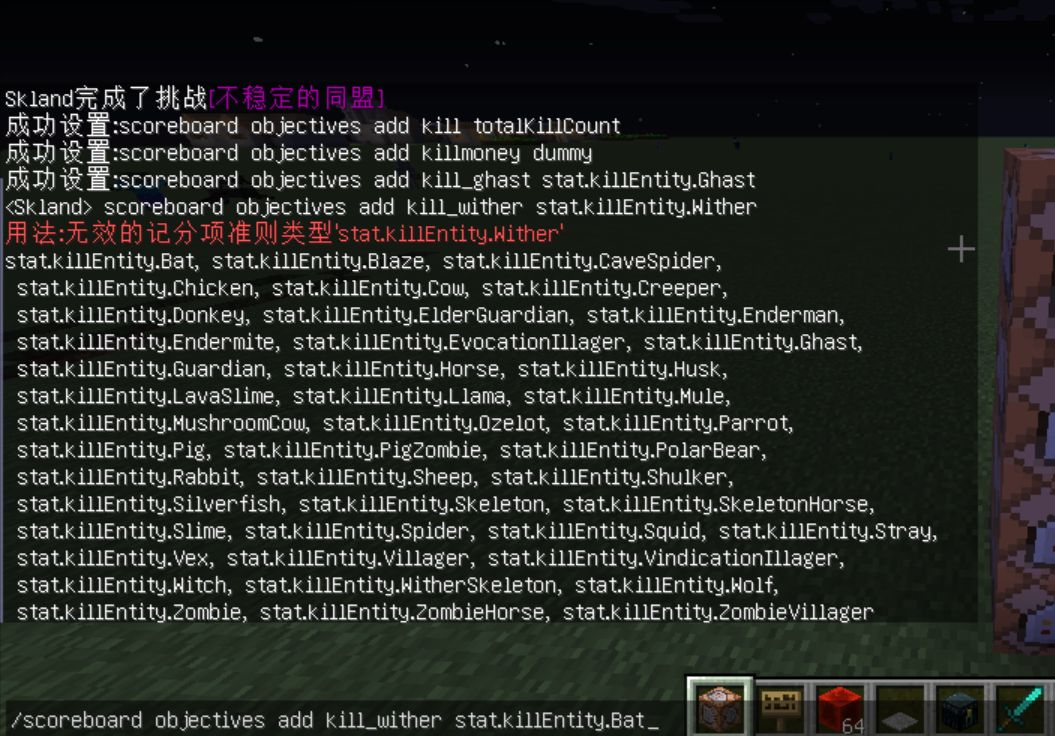 Skland完成了挑战[不稳定的同盟]
成功设置:scoreboard objectives add kill totalKillCount
成功设置:scoreboard objectives add killmoney dummy
成功设置:scoreboard objectives add kill_ghast stat.killEntity.Ghast
<Skland> scoreboard objectives add kill_wither stat.killEntity.Wither
用法:无效的记分项准则类型'stat.killEntity.Wither'
stat.killEntity.Bat, stat.killEntity.Blaze, stat.killEntity.CaveSpider,
stat.killEntity.Chicken, stat.killEntity.Cow, stat.killEntity.Creeper,
stat.killEntity.Donkey, stat.killEntity.ElderGuardian, stat.killEntity.Enderman,
stat.killEntity.Endermite, stat.killEntity.EvocationIllager, stat.killEntity.Ghast,
stat.killEntity.Guardian, stat.killEntity.Horse, stat.killEntity.Husk,
stat.killEntity.LavaSlime, stat.killEntity.Llama, stat.killEntity.Mule,
stat.killEntity.MushroomCow, stat.killEntity.Ozelot, stat.killEntity.Parrot,
stat.killEntity.Pig, stat.killEntity.PigZombie, stat.killEntity.PolarBear,
stat.killEntity.Rabbit, stat.killEntity.Sheep, stat.killEntity.Shulker,
stat.killEntity.Silverfish, stat.killEntity.Skeleton, stat.killEntity.SkeletonHorse,
stat.killEntity.Slime, stat.killEntity.Spider, stat.killEntity.Squid, stat.killEntity.Stray,
stat.killEntity.Vex, stat.killEntity.Villager, stat.killEntity.VindicationIllager,
stat.killEntity.Witch, stat.killEntity.WitherSkeleton, stat.killEntity.Wolf,
stat.killEntity.Zombie, stat.killEntity.ZombieHorse, stat.killEntity.ZombieVillager
/scoreboard objectives add kill_wither stat.killEntity.Bat_
64